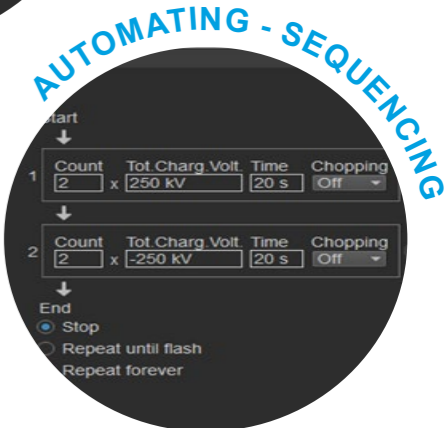 AUTOMATING - SEQUENCING
Start
Count Tot.Charg.Volt. Time Chopping
1 2 x 250 kV 20 s Off
Count Tot.Charg.Volt. Time Chopping
2 2 x -250 kV 20 s Off
End
Stop
Repeat until flash
Repeat forever